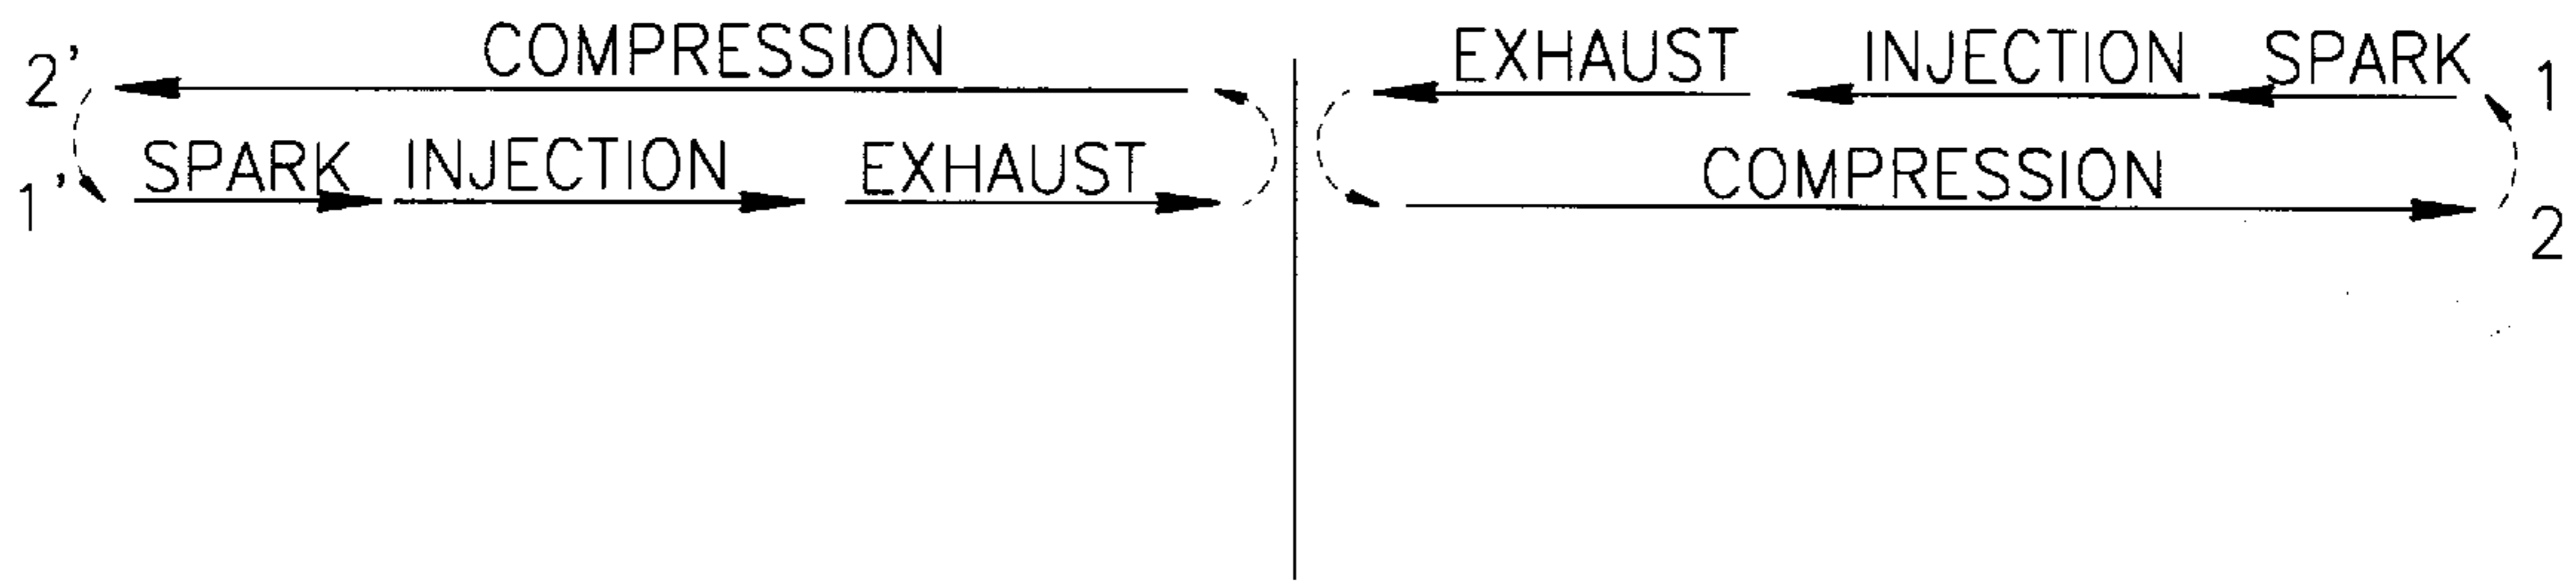 2' COMPRESSION EXHAUST INJECTION SPARK 1
1' SPARK INJECTION EXHAUST COMPRESSION 2